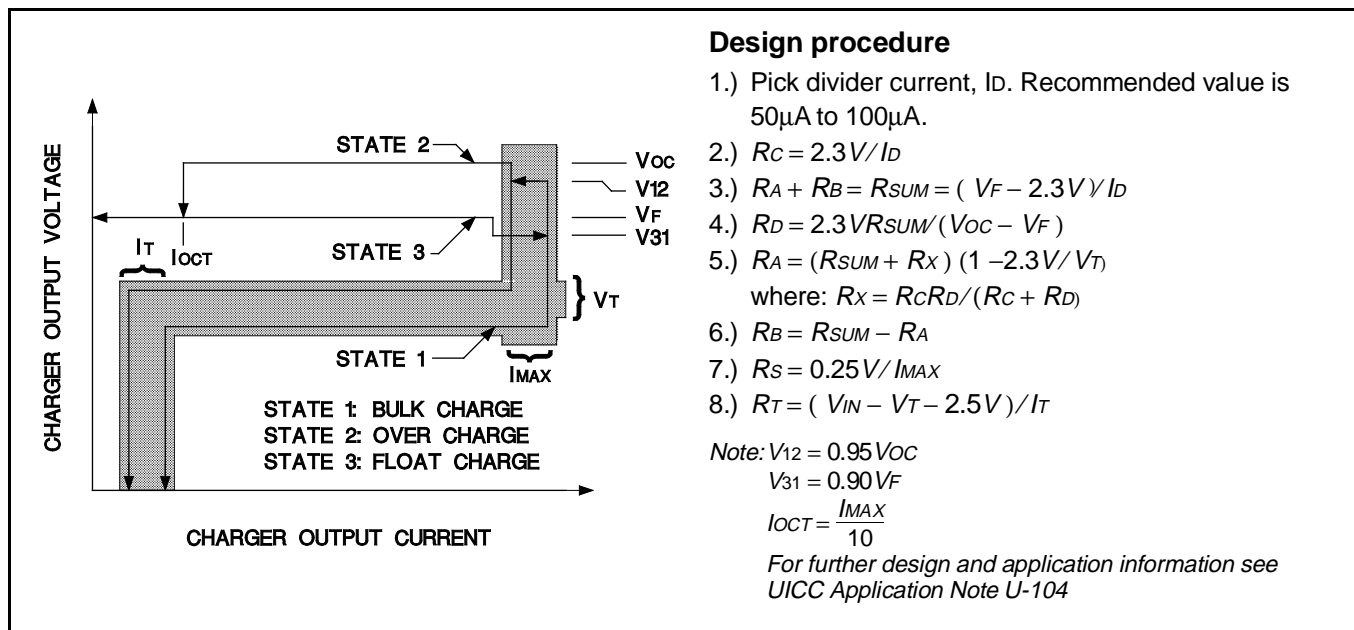 CHARGER OUTPUT VOLTAGE
STATE 2
VOC
V12
VF
V31
IT
IOCT
STATE 3
VT
STATE 1
IMAX
STATE 1: BULK CHARGE
STATE 2: OVER CHARGE
STATE 3: FLOAT CHARGE
CHARGER OUTPUT CURRENT
Design procedure
1.) Pick divider current, ID. Recommended value is
50µA to 100µA.
2.) RC = 2.3V/ID
3.) RA + RB = RSUM = ( VF − 2.3V)/ID
4.) RD = 2.3VRSUM/(VOC − VF )
5.) RA = (RSUM + RX ) (1 −2.3V/VT)
where: RX = RCRD/(RC + RD)
6.) RB = RSUM − RA
7.) RS = 0.25V/IMAX
8.) RT = ( VIN − VT − 2.5V )/IT
Note: V12 = 0.95VOC
V31 = 0.90VF
IOCT = IMAX/10
For further design and application information see
UICC Application Note U-104